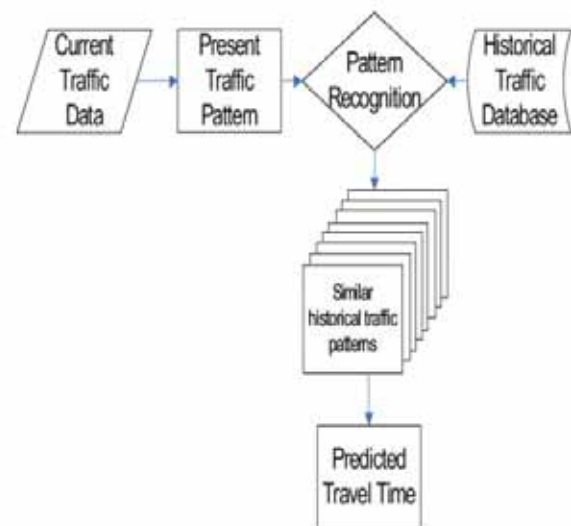 Current
Traffic
Data
Present
Traffic
Pattern
Pattern
Recognition
Historical
Traffic
Database
Similar
historical traffic
patterns
Predicted
Travel Time